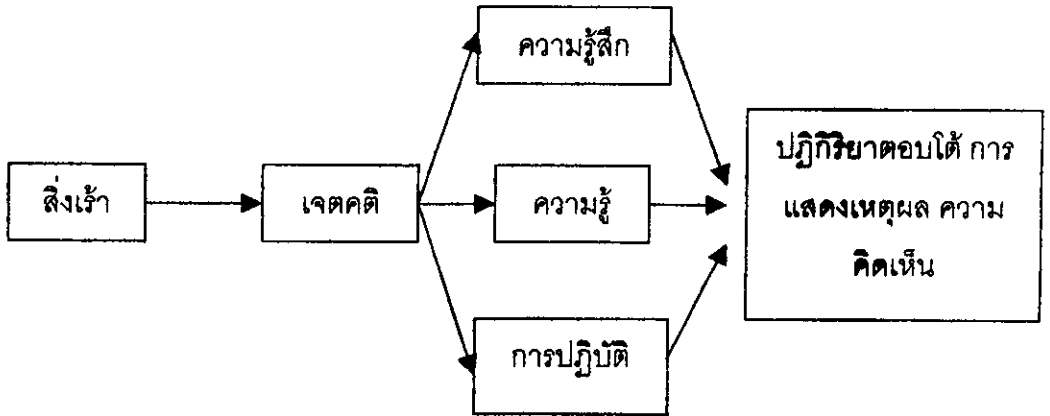 ความรู้สึก
สิ่งเร้า
เจตคติ
ความรู้
การปฏิบัติ
ปฏิกิริยาตอบโต้ การ
แสดงเหตุผล ความ
คิดเห็น